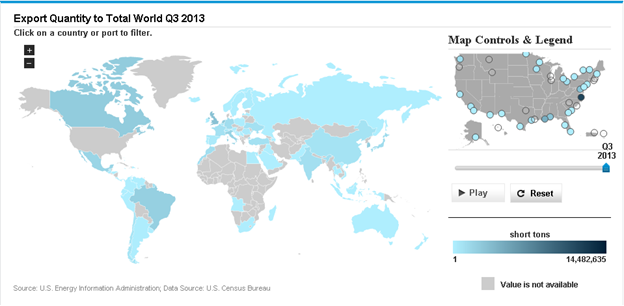 Export Quantity to Total World Q3 2013
Click on a country or port to filter.
+
−
Map Controls & Legend
Q3
2013
Play
Reset
short tons
1
14,482,635
Value is not available
Source: U.S. Energy Information Administration; Data Source: U.S. Census Bureau